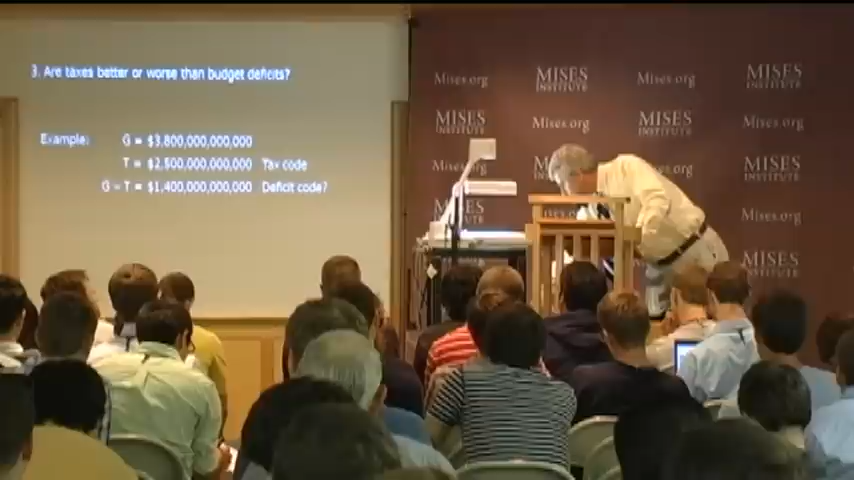 3. Are taxes better or worse than budget deficits?
Example: G = $3,800,000,000,000
T = $2,500,000,000,000 Tax code
G - T = $1,400,000,000,000 Deficit code?
Mises.org MISES INSTITUTE Mises.org MISES INSTITUTE
MISES INSTITUTE Mises.org MISES INSTITUTE Mises.org
Mises.org Mises.org MISES INSTITUTE
MISES Mises.org
MISES INSTITUTE